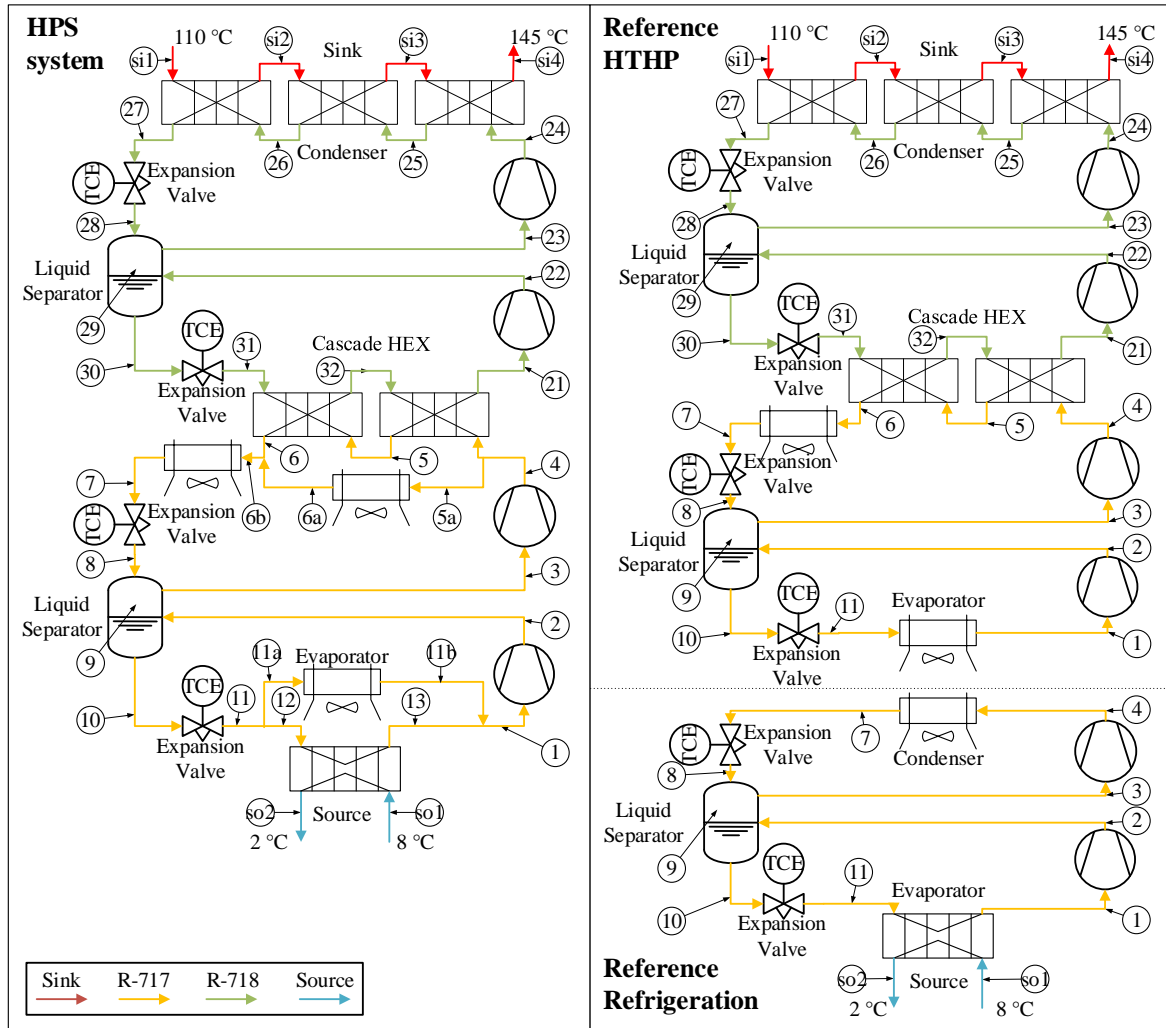 HPS
system
110 °C
si1
si2
Sink
si3
145 °C
si4
27
26
Condenser
25
24
TCE
Expansion
Valve
28
23
Liquid
Separator
22
29
TCE
30
31
Cascade HEX
32
Expansion
Valve
21
6
5
4
7
6b
6a
5a
TCE
Expansion
Valve
8
3
Liquid
Separator
2
9
TCE
11a
Evaporator
11b
10
11
12
13
1
Expansion
Valve
so2
Source
so1
2 °C
8 °C
Sink
R-717
R-718
Source
Reference
HTHP
110 °C
si1
si2
Sink
si3
145 °C
si4
27
26
Condenser
25
24
TCE
Expansion
Valve
28
23
Liquid
Separator
22
29
TCE
30
31
Cascade HEX
32
Expansion
Valve
21
7
6
5
4
TCE
Expansion
Valve
8
3
Liquid
Separator
2
9
TCE
Evaporator
10
11
1
Expansion
Valve
TCE
Expansion
Valve
7
Condenser
4
8
3
Liquid
Separator
2
9
TCE
11
Evaporator
10
1
Expansion
Valve
so2
Source
so1
2 °C
8 °C
Reference
Refrigeration